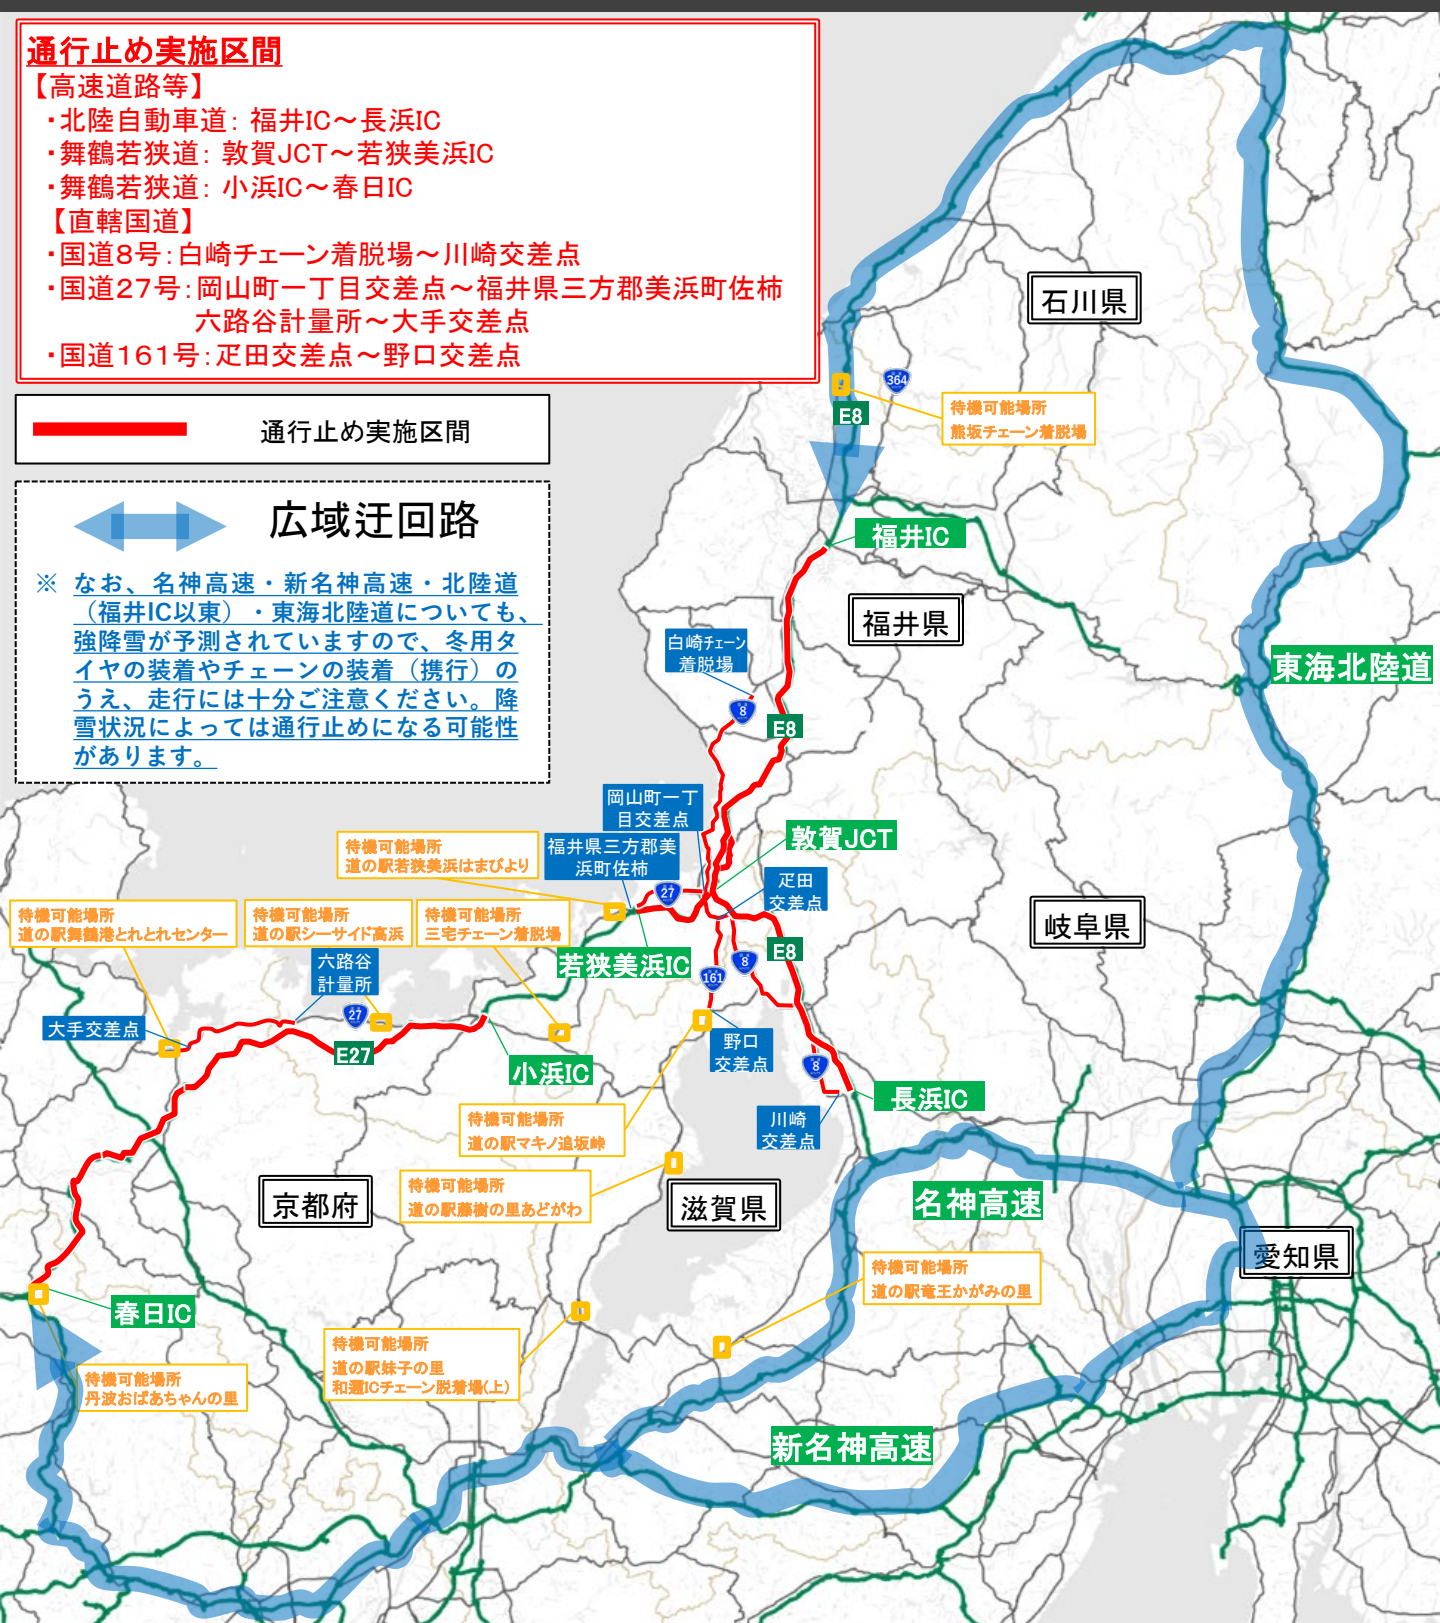 通行止め実施区間
【高速道路等】
・北陸自動車道：福井IC～長浜IC
・舞鶴若狭道：敦賀JCT～若狭美浜IC
・舞鶴若狭道：小浜IC～春日IC
【直轄国道】
・国道8号：白崎チェーン着脱場～川崎交差点
・国道27号：岡山町一丁目交差点～福井県三方郡美浜町佐柿
六路谷計量所～大手交差点
・国道161号：疋田交差点～野口交差点
通行止め実施区間
広域迂回路
※ なお、名神高速・新名神高速・北陸道
（福井IC以東）・東海北陸道についても、
強降雪が予測されていますので、冬用タ
イヤの装着やチェーンの装着（携行）の
うえ、走行には十分ご注意ください。降
雪状況によっては通行止めになる可能性
があります。
石川県
364
E8
待機可能場所
熊坂チェーン着脱場
福井IC
福井県
白崎チェーン
着脱場
8
E8
東海北陸道
岡山町一丁
目交差点
敦賀JCT
待機可能場所
道の駅若狭美浜はまびより
福井県三方郡美
浜町佐柿
27
疋田
交差点
岐阜県
待機可能場所
道の駅舞鶴港とれとれセンター
待機可能場所
道の駅シーサイド高浜
待機可能場所
三宅チェーン着脱場
若狭美浜IC
E8
8
161
六路谷
計量所
27
大手交差点
E27
小浜IC
野口
交差点
8
長浜IC
川崎
交差点
待機可能場所
道の駅マキノ追坂峠
待機可能場所
道の駅藤樹の里あどがわ
京都府
滋賀県
名神高速
愛知県
待機可能場所
道の駅竜王かがみの里
春日IC
待機可能場所
道の駅妹子の里
和邇ICチェーン脱着場(上)
待機可能場所
丹波おばあちゃんの里
新名神高速